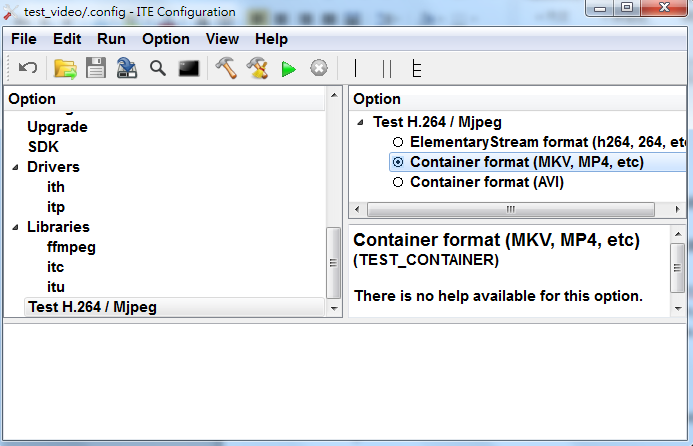 test_video/.config - ITE Configuration
File Edit Run Option View Help
Option
Upgrade
SDK
Drivers
ith
itp
Libraries
ffmpeg
itc
itu
Test H.264 / Mjpeg
Option
Test H.264 / Mjpeg
ElementaryStream format (h264, 264, etc
Container format (MKV, MP4, etc)
Container format (AVI)
Container format (MKV, MP4, etc)
(TEST_CONTAINER)
There is no help available for this option.